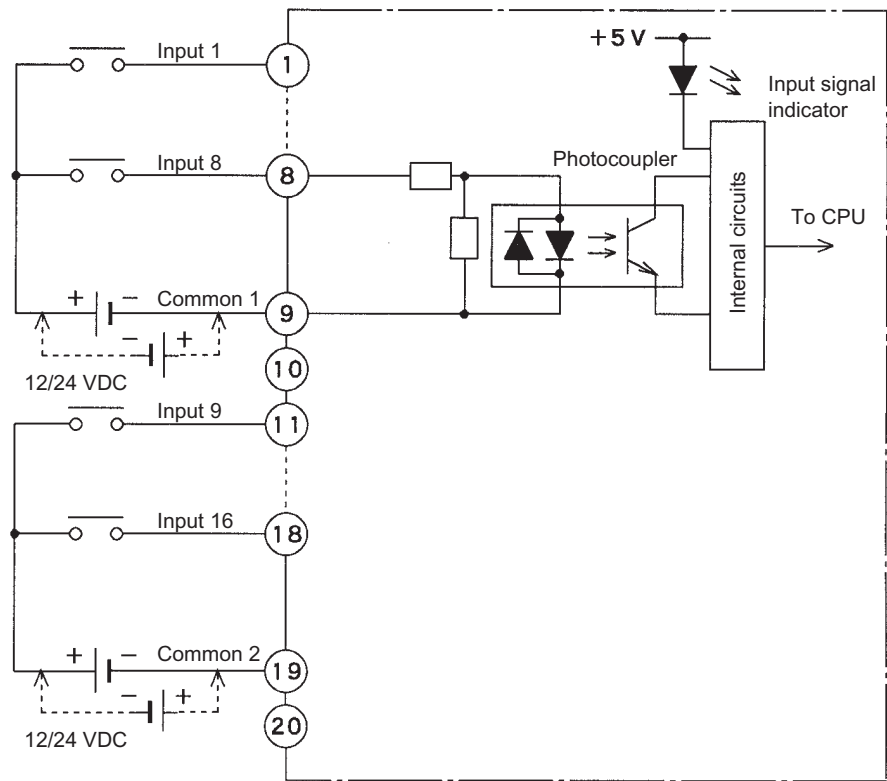 Input 1
1
+5 V
Input signal
indicator
Input 8
8
Photocoupler
Internal circuits
To CPU
+ − Common 1
9
− +
12/24 VDC
10
Input 9
11
Input 16
18
+ − Common 2
19
− +
12/24 VDC
20